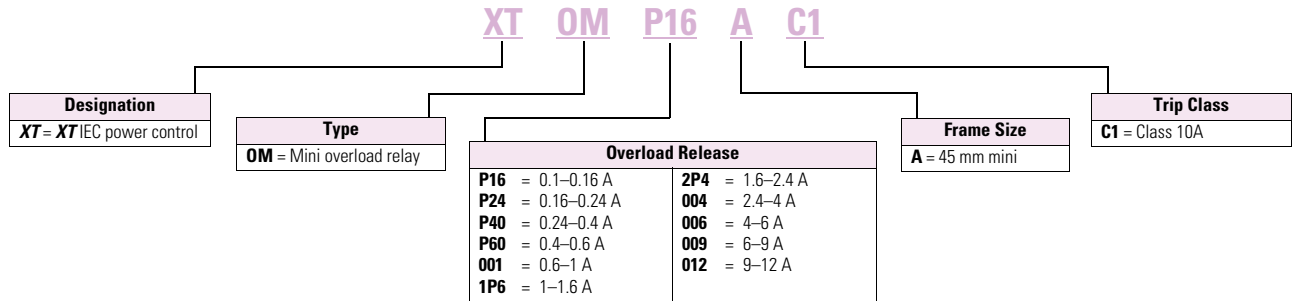 XT OM P16 A C1
Designation
XT = XT IEC power control
Type
OM = Mini overload relay
Overload Release
P16 = 0.1–0.16 A
P24 = 0.16–0.24 A
P40 = 0.24–0.4 A
P60 = 0.4–0.6 A
001 = 0.6–1 A
1P6 = 1–1.6 A
2P4 = 1.6–2.4 A
004 = 2.4–4 A
006 = 4–6 A
009 = 6–9 A
012 = 9–12 A
Frame Size
A = 45 mm mini
Trip Class
C1 = Class 10A